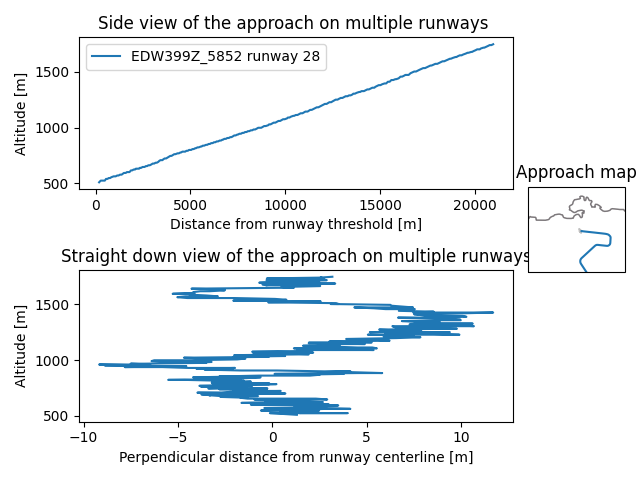 Side view of the approach on multiple runways
EDW399Z_5852 runway 28
Altitude [m]
1500
1000
500
0
5000
10000
15000
20000
Distance from runway threshold [m]
Approach map
Straight down view of the approach on multiple runways
Altitude [m]
1500
1000
500
−10
−5
0
5
10
Perpendicular distance from runway centerline [m]